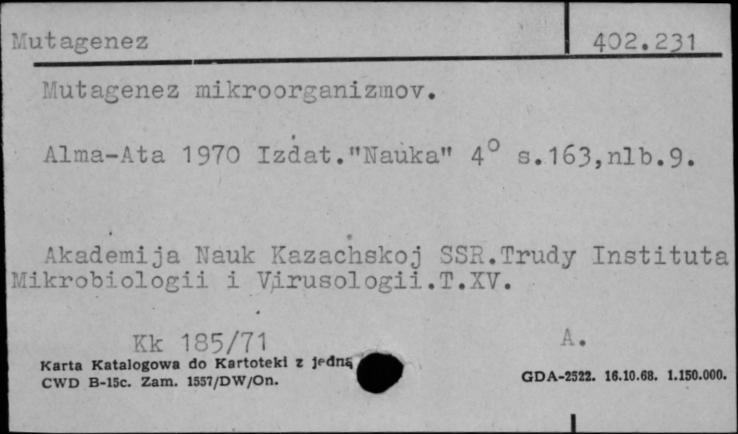 Mutagenez 402.231
Mutagenez mikroorganizmov.
Alma-Ata 1970 Izdat."Nauka" 4° s.163,nlb.9.
Akademija Nauk Kazachskoj SSR.Trudy Instituta
Mikrobiologii i Virusologii.T.XV.
Kk 185/71 A.
Karta Katalogowa do Kartoteki z jedną
CWD B-15c. Zam. 1557/DW/On. GDA-2522. 16.10.68. 1.150.000.